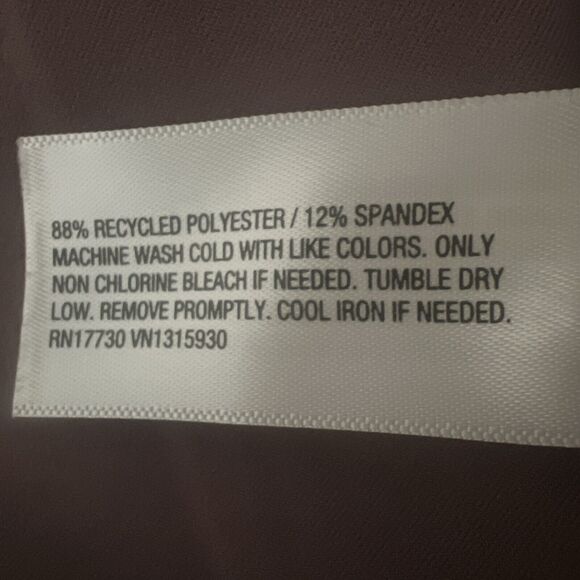 88% RECYCLED POLYESTER / 12% SPANDEX
MACHINE WASH COLD WITH LIKE COLORS. ONLY
NON CHLORINE BLEACH IF NEEDED. TUMBLE DRY
LOW. REMOVE PROMPTLY. COOL IRON IF NEEDED.
RN17730 VN1315930